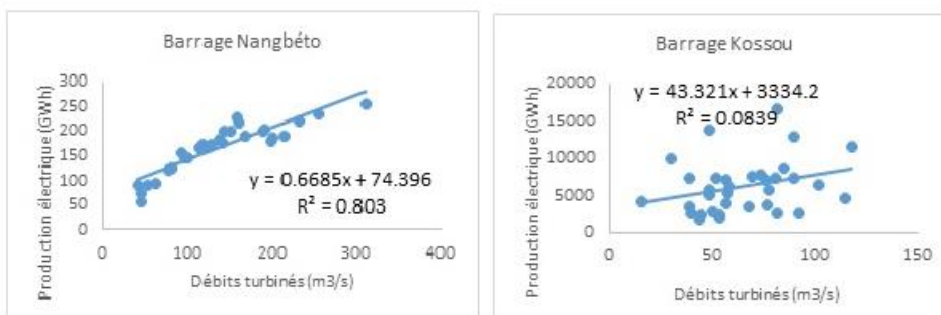 Barrage Nangbéto
Production électrique (GWh)
300
250
200
150
100
50
0
y = 0.6685x + 74.396
R² = 0.803
0 100 200 300 400
Débits turbinés (m3/s)
Barrage Kossou
Production électrique (GWh)
20000
15000
10000
5000
0
y = 43.321x + 3334.2
R² = 0.0839
0 50 100 150
Débits turbinés (m3/s)